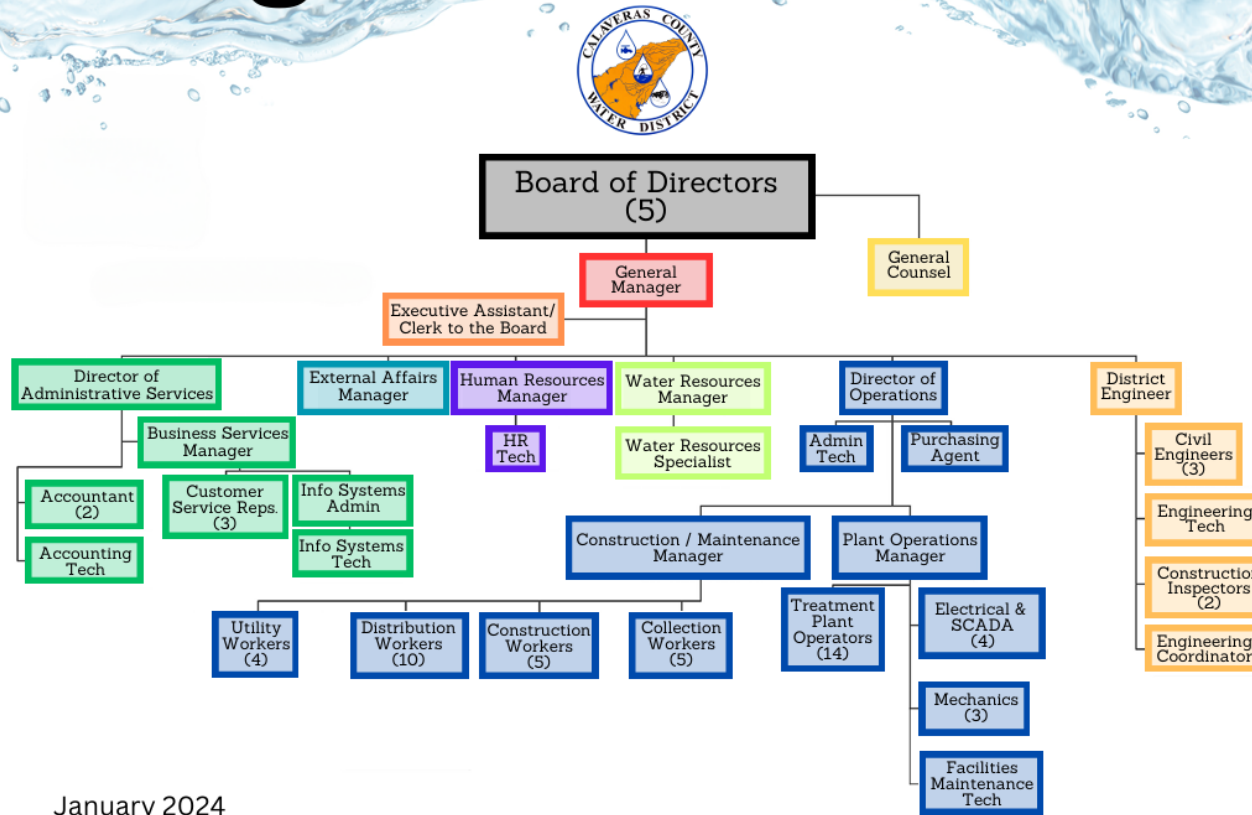 CALAVERAS COUNTY
WATER DISTRICT
Board of Directors
(5)
General
Counsel
General
Manager
Executive Assistant/
Clerk to the Board
Director of
Administrative Services
External Affairs
Manager
Human Resources
Manager
Water Resources
Manager
Director of
Operations
District
Engineer
Business Services
Manager
HR
Tech
Water Resources
Specialist
Admin
Tech
Purchasing
Agent
Civil
Engineers
(3)
Accountant
(2)
Customer
Service Reps.
(3)
Info Systems
Admin
Engineering
Tech
Accounting
Tech
Info Systems
Tech
Construction / Maintenance
Manager
Plant Operations
Manager
Constructio
Inspectors
(2)
Utility
Workers
(4)
Distribution
Workers
(10)
Construction
Workers
(5)
Collection
Workers
(5)
Treatment
Plant
Operators
(14)
Electrical &
SCADA
(4)
Engineering
Coordinator
Mechanics
(3)
Facilities
Maintenance
Tech
January 2024